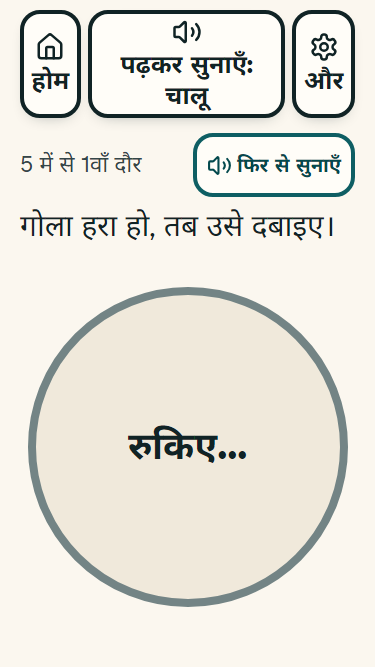 होम
पढ़कर सुनाएँ:
चालू
और
5 में से 1वाँ दौर
फिर से सुनाएँ
गोला हरा हो, तब उसे दबाइए।
रुकिए...